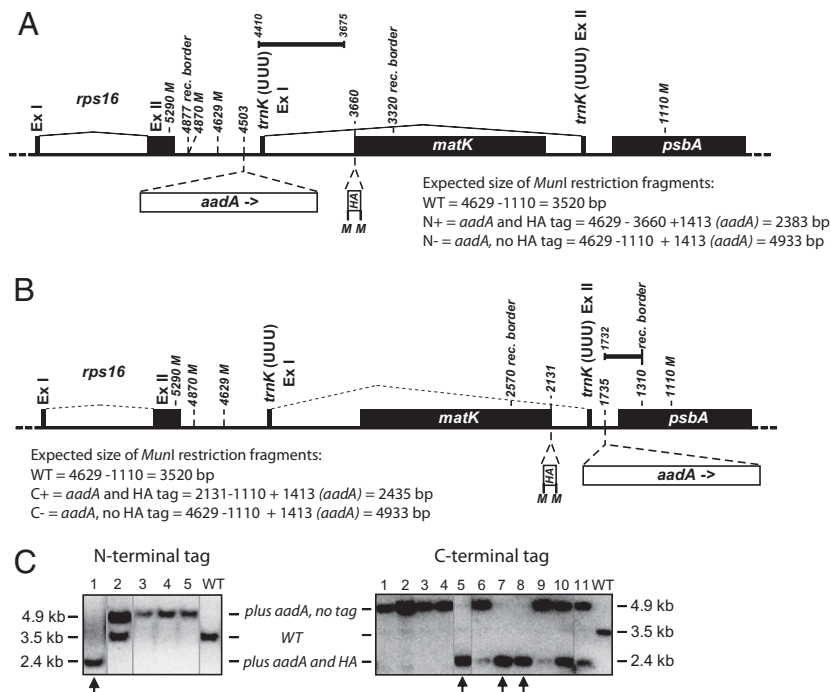 A
Ex I
rps16
Ex II
5290 M
4877 rec. border
4870 M
4629 M
4503
4410
3675
trnK (UUU)
Ex I
3660
3320 rec. border
matK
trnK (UUU) Ex II
1110 M
psbA
aadA ->
HA
M M
Expected size of MunI restriction fragments:
WT = 4629 -1110 = 3520 bp
N+ = aadA and HA tag = 4629 - 3660 +1413 (aadA) = 2383 bp
N- = aadA, no HA tag = 4629-1110 + 1413 (aadA) = 4933 bp
B
Ex I
rps16
Ex II
5290 M
4870 M
4629 M
trnK (UUU)
Ex I
matK
2570 rec. border
2131
trnK (UUU) Ex II
1735
1732
1310
rec. border
1110 M
psbA
HA
M M
aadA ->
Expected size of MunI restriction fragments:
WT = 4629 -1110 = 3520 bp
C+ = aadA and HA tag = 2131-1110 + 1413 (aadA) = 2435 bp
C- = aadA, no HA tag = 4629-1110 + 1413 (aadA) = 4933 bp
C
N-terminal tag
1 2 3 4 5 WT
4.9 kb
3.5 kb
2.4 kb
plus aadA, no tag
WT
plus aadA and HA
C-terminal tag
1 2 3 4 5 6 7 8 9 10 11 WT
4.9 kb
3.5 kb
2.4 kb